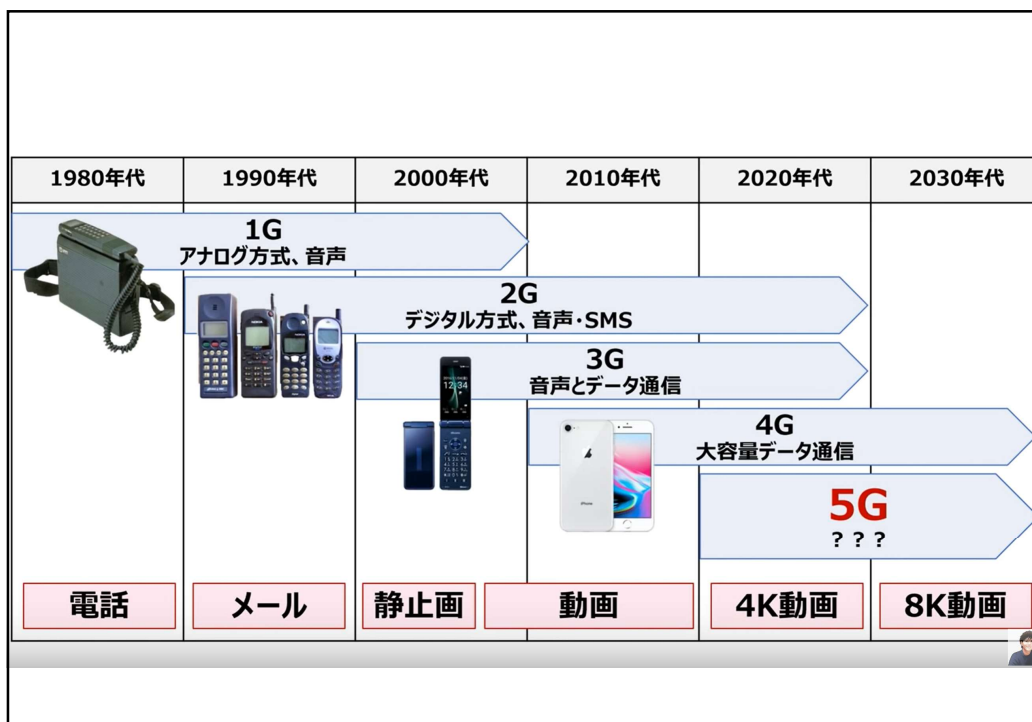 1980年代
1990年代
2000年代
2010年代
2020年代
2030年代
1G
アナログ方式、音声
2G
デジタル方式、音声・SMS
12:34
3G
音声とデータ通信
4G
大容量データ通信
iPhone
5G
? ? ?
電話
メール
静止画
動画
4K動画
8K動画